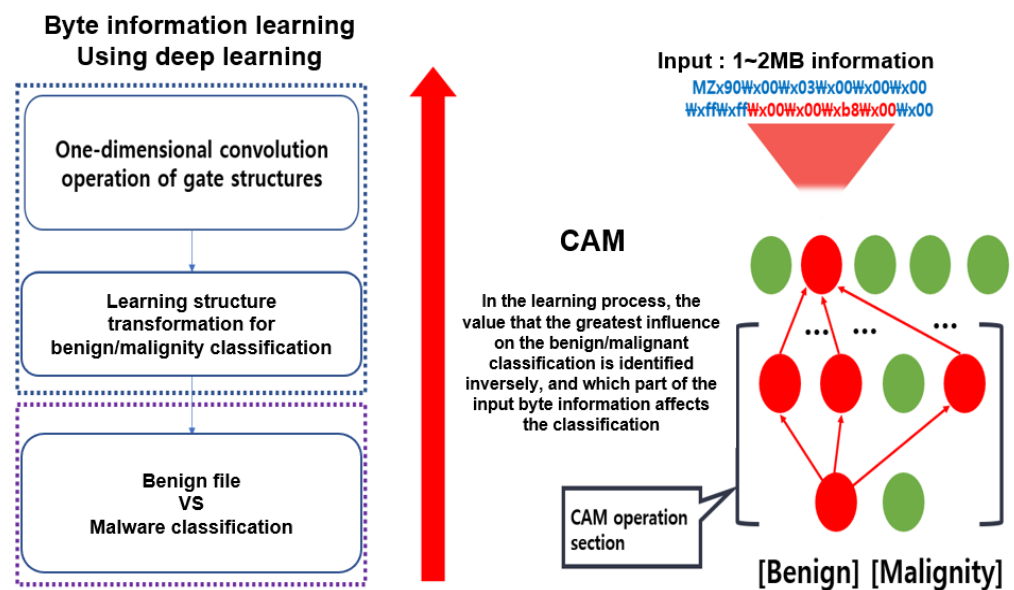 Byte information learning
Using deep learning
One-dimensional convolution
operation of gate structures
Learning structure
transformation for
benign/malignity classification
Benign file
VS
Malware classification
Input : 1~2MB information
MZx90₩x00₩x03₩x00₩x00₩x00
₩xff₩xff₩x00₩x00₩xb8₩x00₩x00
CAM
In the learning process, the
value that the greatest influence
on the benign/malignant
classification is identified
inversely, and which part of the
input byte information affects
the classification
... ... ...
CAM operation
section
[Benign] [Malignity]